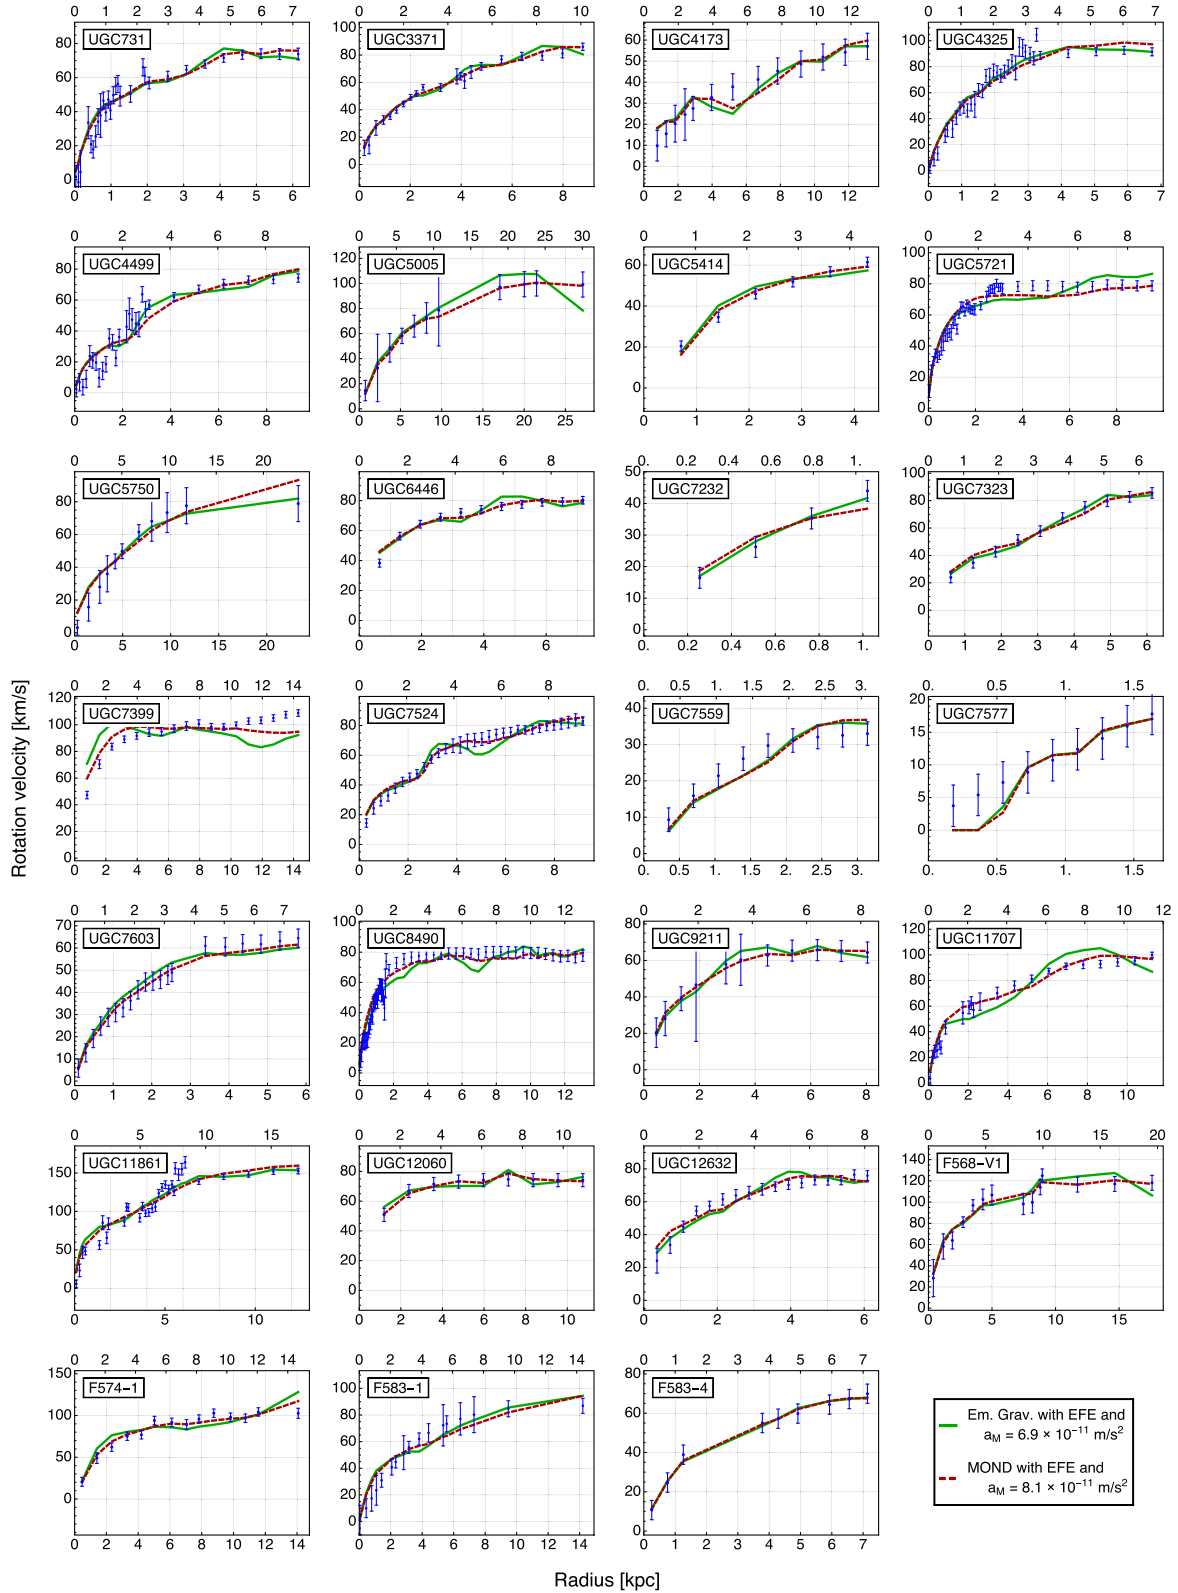 UGC731
UGC3371
UGC4173
UGC4325
UGC4499
UGC5005
UGC5414
UGC5721
UGC5750
UGC6446
UGC7232
UGC7323
UGC7399
UGC7524
UGC7559
UGC7577
UGC7603
UGC8490
UGC9211
UGC11707
UGC11861
UGC12060
UGC12632
F568-V1
F574-1
F583-1
F583-4
Em. Grav. with EFE and
a_M = 6.9 × 10⁻¹¹ m/s²
MOND with EFE and
a_M = 8.1 × 10⁻¹¹ m/s²
Rotation velocity [km/s]
Radius [kpc]